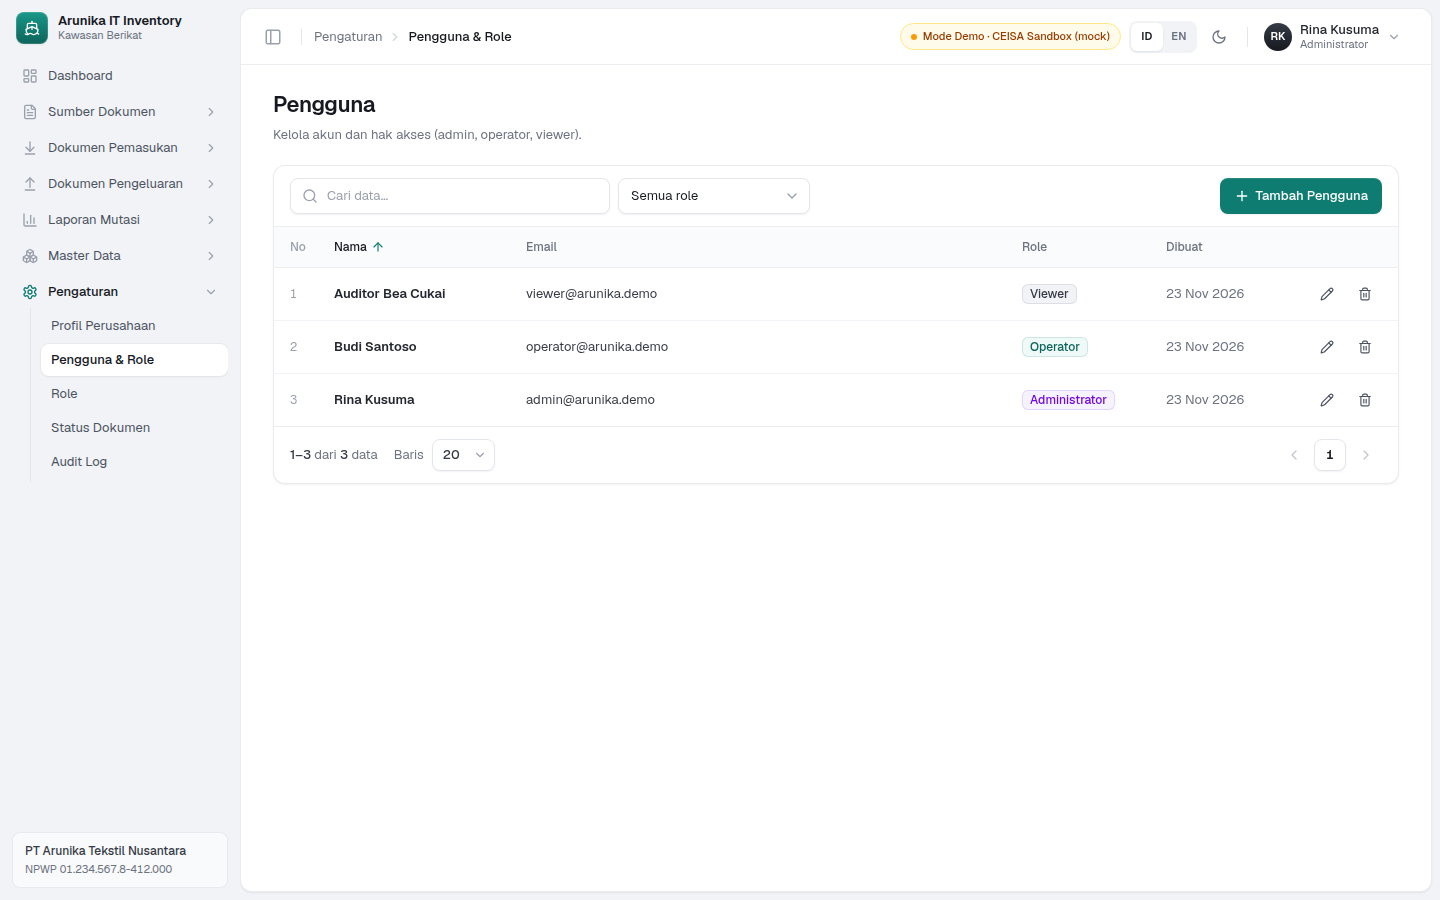 Arunika IT Inventory
Kawasan Berikat
Dashboard
Sumber Dokumen
Dokumen Pemasukan
Dokumen Pengeluaran
Laporan Mutasi
Master Data
Pengaturan
Profil Perusahaan
Pengguna & Role
Role
Status Dokumen
Audit Log
PT Arunika Tekstil Nusantara
NPWP 01.234.567.8-412.000
Pengaturan Pengguna & Role
Mode Demo · CEISA Sandbox (mock)
ID EN
RK
Rina Kusuma
Administrator
Pengguna
Kelola akun dan hak akses (admin, operator, viewer).
Cari data...
Semua role
Tambah Pengguna
No Nama Email Role Dibuat
1 Auditor Bea Cukai viewer@arunika.demo Viewer 23 Nov 2026
2 Budi Santoso operator@arunika.demo Operator 23 Nov 2026
3 Rina Kusuma admin@arunika.demo Administrator 23 Nov 2026
1–3 dari 3 data Baris 20 1